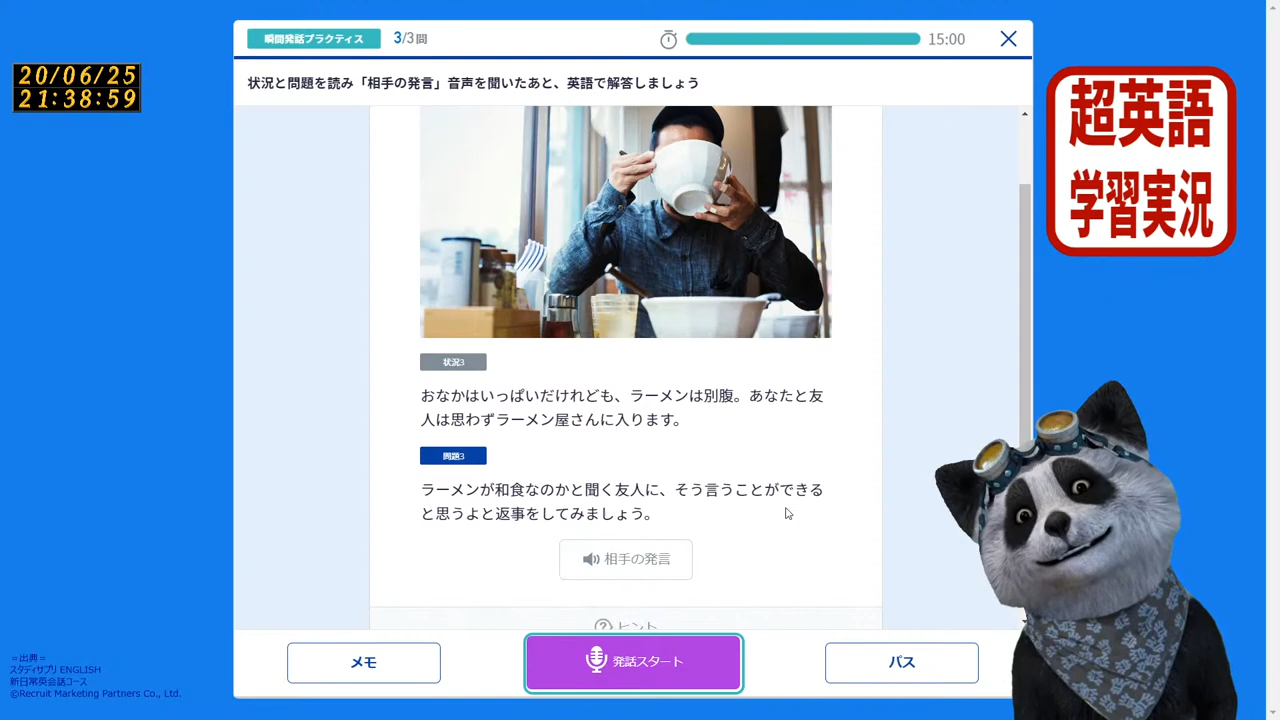 瞬間発話プラクティス
3/3問
15:00
20/06/25
21:38:59
状況と問題を読み「相手の発言」音声を聞いたあと、英語で解答しましょう
超英語
学習実況
状況3
おなかはいっぱいだけれども、ラーメンは別腹。あなたと友
人は思わずラーメン屋さんに入ります。
問題3
ラーメンが和食なのかと聞く友人に、そう言うことができる
と思うよと返事をしてみましょう。
相手の発言
ヒント
メモ
発話スタート
パス
=出典=
スタディサプリ ENGLISH
新日常英会話コース
©Recruit Marketing Partners Co., Ltd.